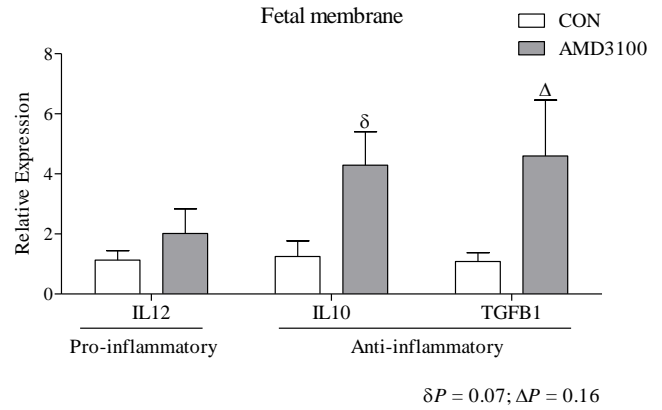 Fetal membrane
CON
AMD3100
Relative Expression
8
6
4
2
0
δ
Δ
IL12
IL10
TGFB1
Pro-inflammatory
Anti-inflammatory
δP = 0.07; ΔP = 0.16